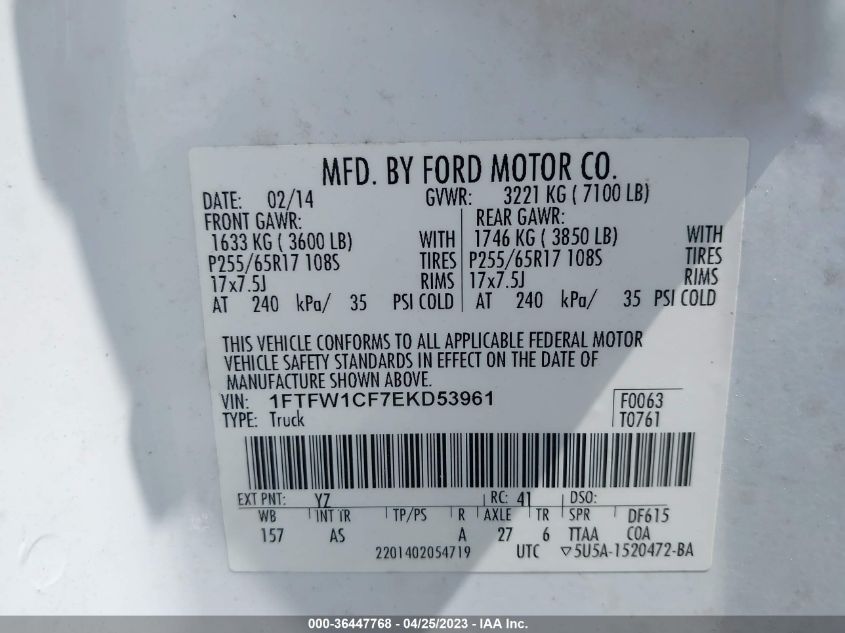 MFD. BY FORD MOTOR CO.
DATE: 02/14 GVWR: 3221 KG ( 7100 LB)
FRONT GAWR: REAR GAWR:
1633 KG ( 3600 LB) WITH 1746 KG ( 3850 LB) WITH
P255/65R17 108S TIRES P255/65R17 108S TIRES
17x7.5J RIMS 17x7.5J RIMS
AT 240 kPa/ 35 PSI COLD AT 240 kPa/ 35 PSI COLD
THIS VEHICLE CONFORMS TO ALL APPLICABLE FEDERAL MOTOR
VEHICLE SAFETY STANDARDS IN EFFECT ON THE DATE OF
MANUFACTURE SHOWN ABOVE.
VIN: 1FTFW1CF7EKD53961 F0063
TYPE: Truck T0761
EXT PNT: YZ RC: 41 DSO:
WB INT TR TP/PS R AXLE TR SPR DF615
157 AS A 27 6 TTAA COA
2201402054719 UTC ▽5U5A-1520472-BA
000-36447768 - 04/25/2023 - IAA Inc.